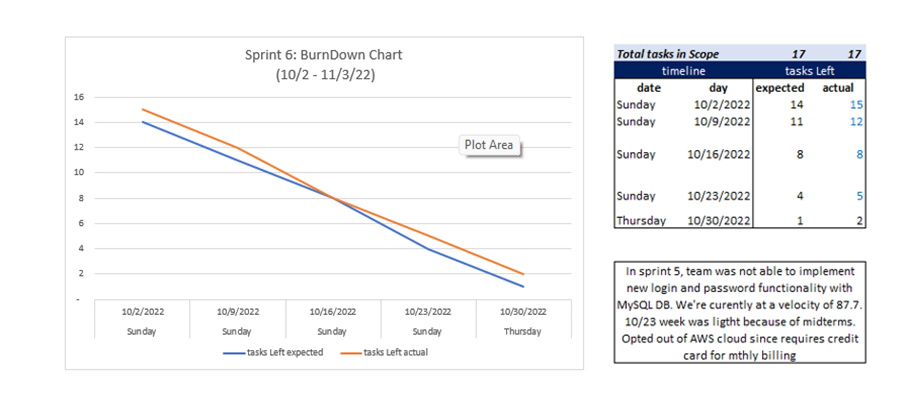 Sprint 6: BurnDown Chart
(10/2 - 11/3/22)
16
14
12
10
8
6
4
2
-
Plot Area
10/2/2022 10/9/2022 10/16/2022 10/23/2022 10/30/2022
Sunday Sunday Sunday Sunday Thursday
tasks Left expected tasks Left actual
Total tasks in Scope 17 17
timeline tasks Left
date day expected actual
Sunday 10/2/2022 14 15
Sunday 10/9/2022 11 12
Sunday 10/16/2022 8 8
Sunday 10/23/2022 4 5
Thursday 10/30/2022 1 2
In sprint 5, team was not able to implement
new login and password functionality with
MySQL DB. We're curently at a velocity of 87.7.
10/23 week was ligtht because of midterms.
Opted out of AWS cloud since requires credit
card for mthly billing